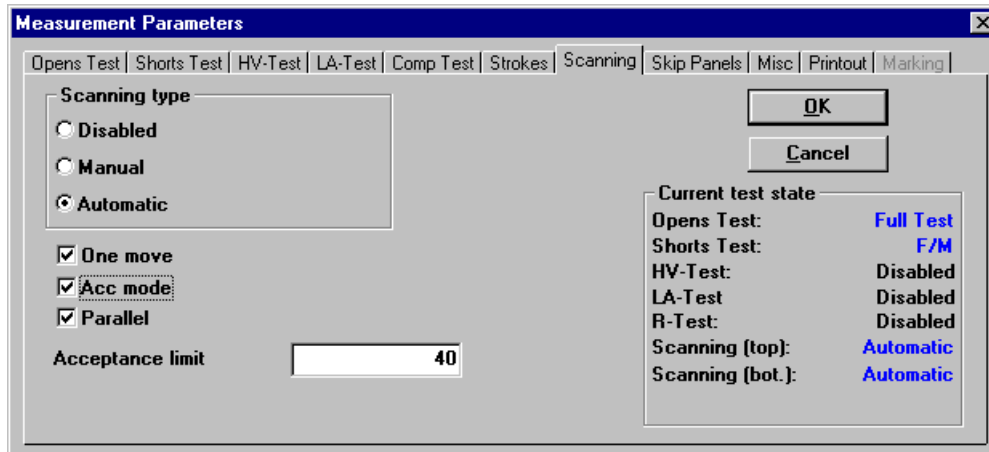 Measurement Parameters
Opens Test Shorts Test HV-Test LA-Test Comp Test Strokes Scanning Skip Panels Misc Printout Marking
Scanning type
Disabled
Manual
Automatic
One move
Acc mode
Parallel
Acceptance limit 40
OK
Cancel
Current test state
Opens Test: Full Test
Shorts Test: F/M
HV-Test: Disabled
LA-Test Disabled
R-Test: Disabled
Scanning (top): Automatic
Scanning (bot.): Automatic